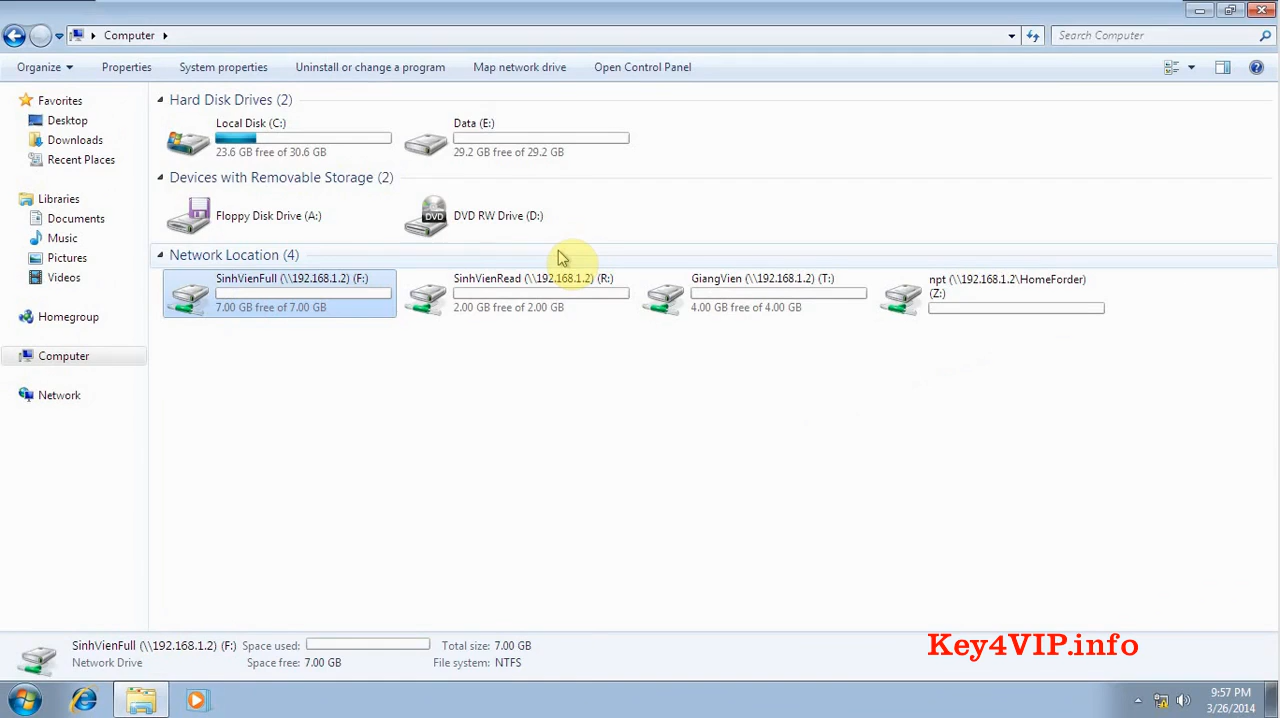 Computer
Search Computer
Organize
Properties
System properties
Uninstall or change a program
Map network drive
Open Control Panel
Favorites
Desktop
Downloads
Recent Places
Libraries
Documents
Music
Pictures
Videos
Homegroup
Computer
Network
Hard Disk Drives (2)
Local Disk (C:)
23.6 GB free of 30.6 GB
Data (E:)
29.2 GB free of 29.2 GB
Devices with Removable Storage (2)
Floppy Disk Drive (A:)
DVD
DVD RW Drive (D:)
Network Location (4)
SinhVienFull (\\192.168.1.2) (F:)
7.00 GB free of 7.00 GB
SinhVienRead (\\192.168.1.2) (R:)
2.00 GB free of 2.00 GB
GiangVien (\\192.168.1.2) (T:)
4.00 GB free of 4.00 GB
npt (\\192.168.1.2\HomeForder)
(Z:)
SinhVienFull (\\192.168.1.2) (F:) Space used:
Total size: 7.00 GB
Network Drive
Space free: 7.00 GB
File system: NTFS
Key4VIP.info
9:57 PM
3/26/2014